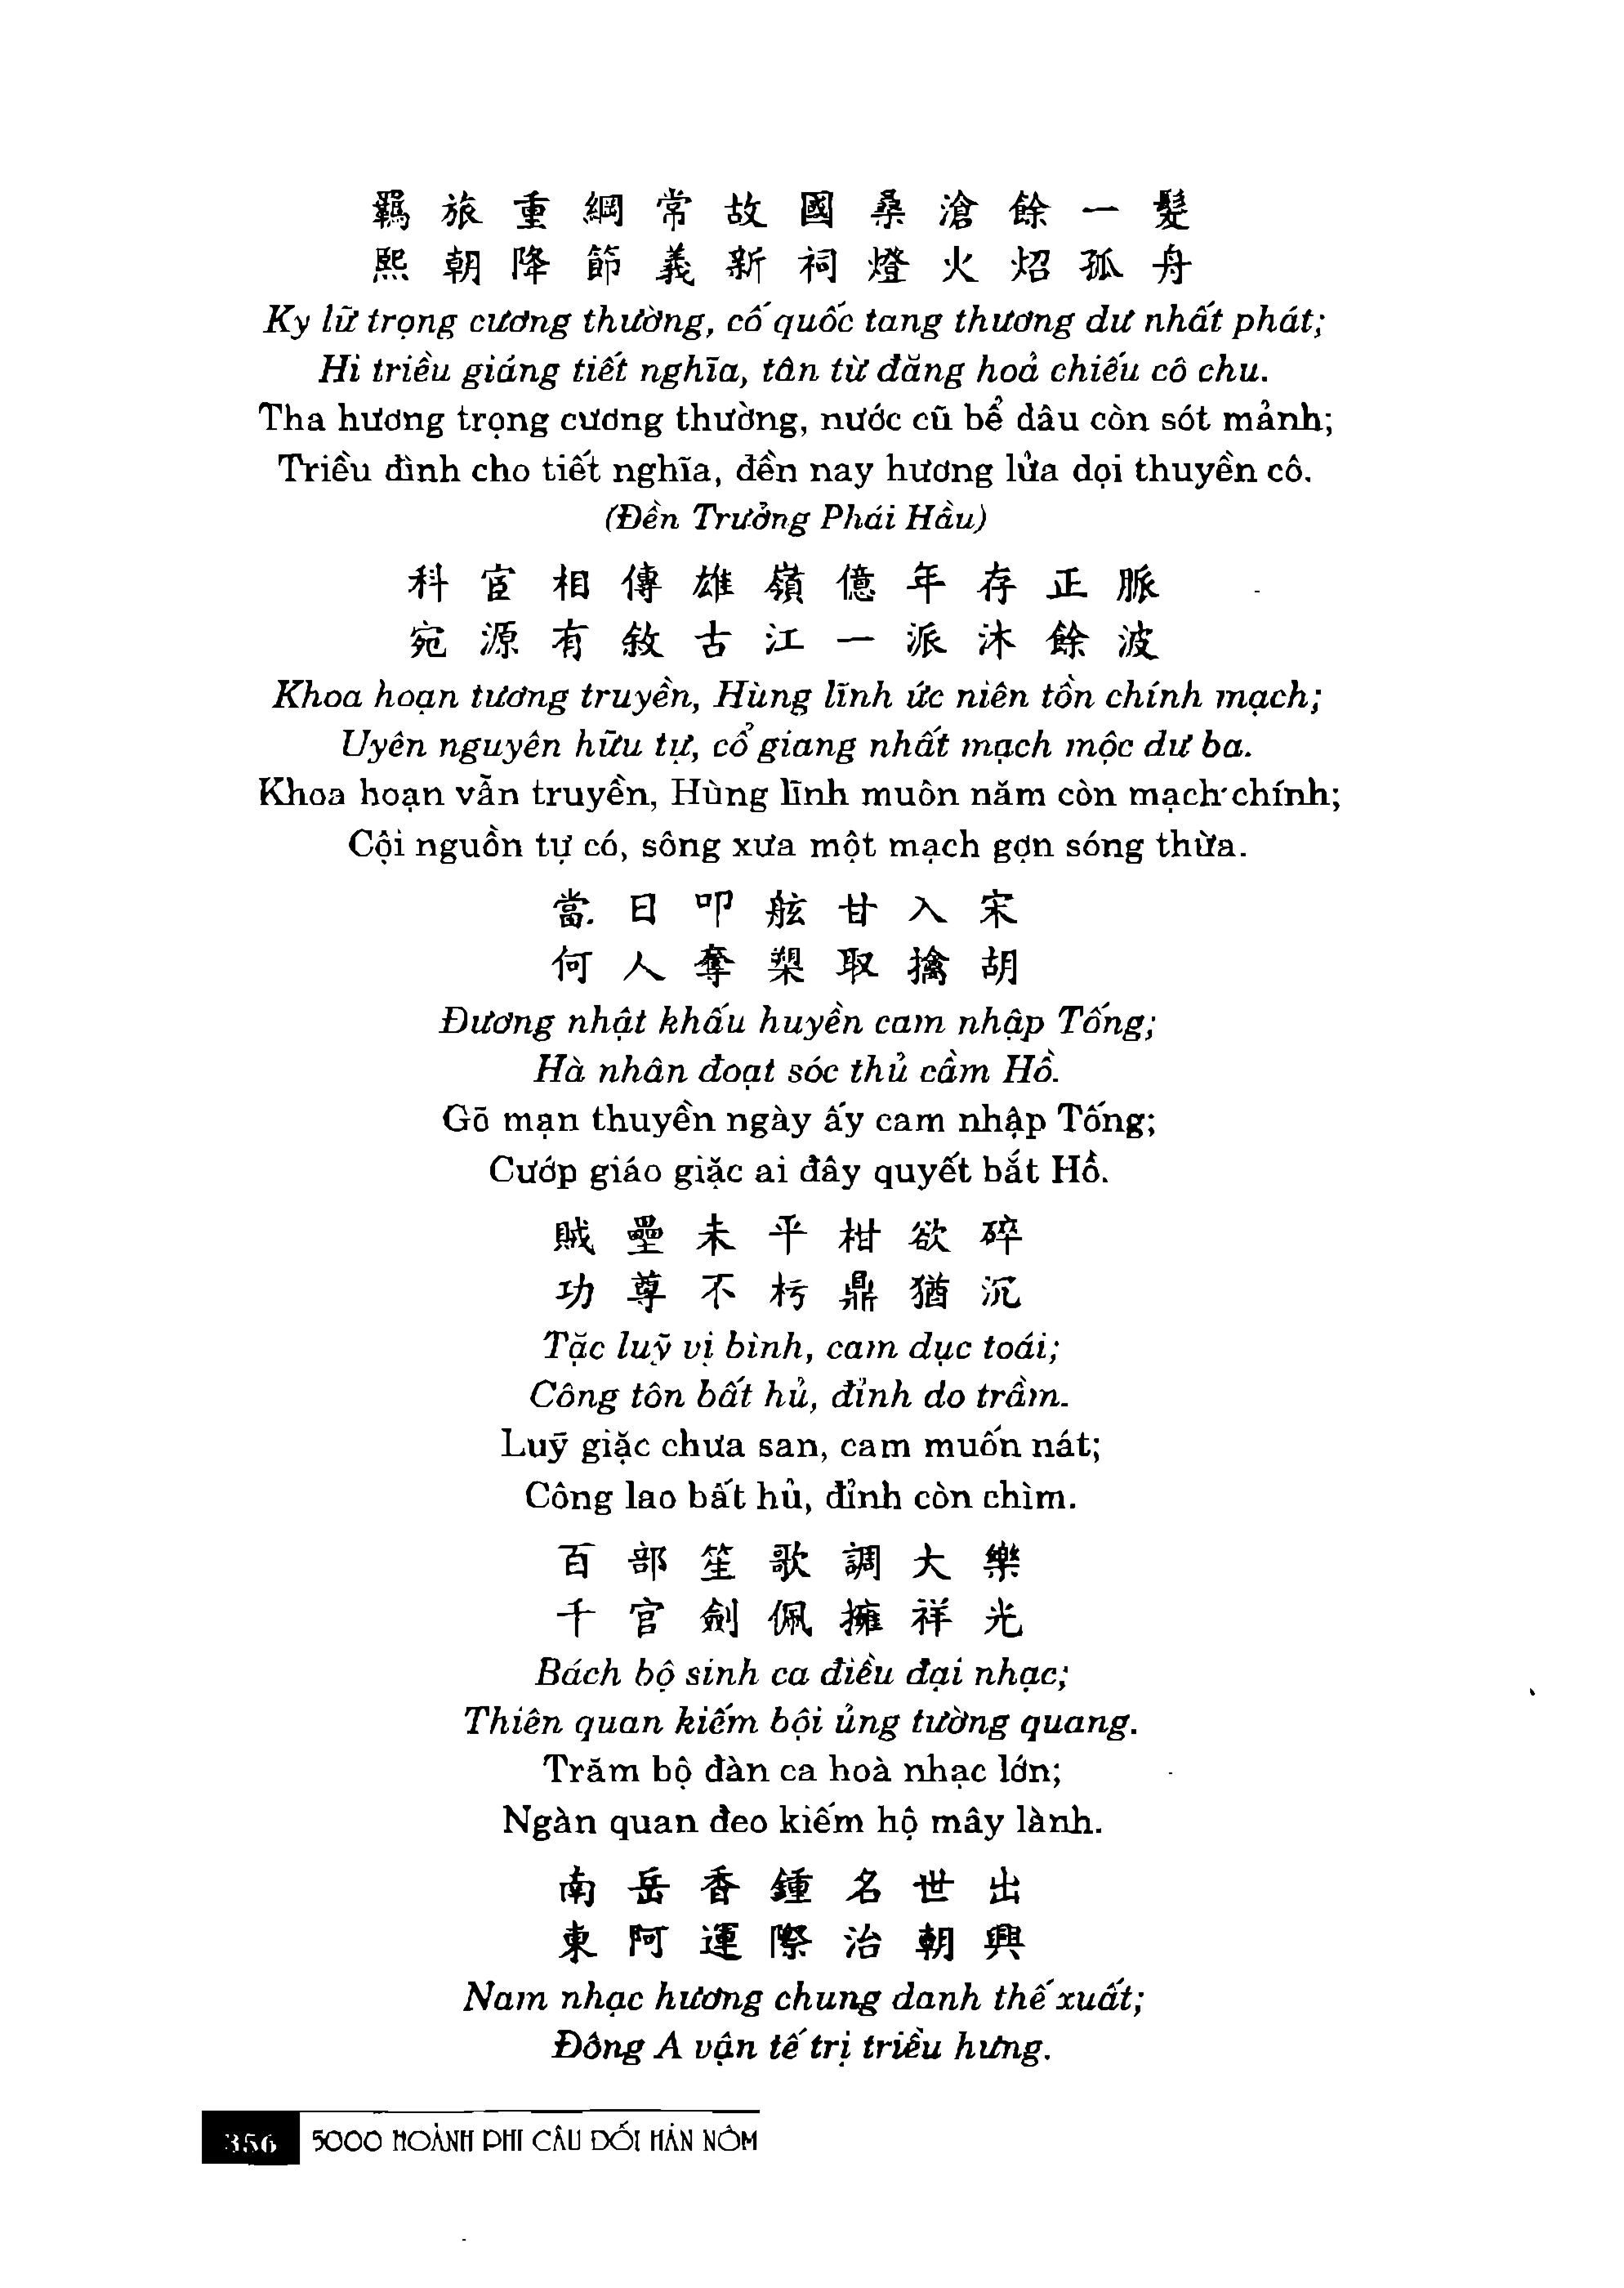 羈旅重綱常故國桑滄餘一髮
熙朝降節義新祠燈火炤孤舟
Ky lữ trọng cương thường, cố quốc tang thương dư nhất phát;
Hi triều giáng tiết nghĩa, tân từ đăng hoả chiếu cô chu.
Tha hương trọng cương thường, nước cũ bể dâu còn sót mảnh;
Triều đình cho tiết nghĩa, đền nay hương lửa dọi thuyền cô.
(Đền Trưởng Phái Hầu)
科宦相傳雄嶺億年存正脈
宛源有敘古江一派沐餘波
Khoa hoạn tương truyền, Hùng lĩnh ức niên tồn chính mạch;
Uyên nguyên hữu tự, cổ giang nhất mạch mộc dư ba.
Khoa hoạn vẫn truyền, Hùng lĩnh muôn năm còn mạch chính;
Cội nguồn tự có, sông xưa một mạch gợn sóng thừa.
當日叩舷甘入宋
何人奪槊取擒胡
Đương nhật khấu huyền cam nhập Tống;
Hà nhân đoạt sóc thủ cầm Hồ.
Gõ mạn thuyền ngày ấy cam nhập Tống;
Cướp giáo giặc ai đây quyết bắt Hồ.
賊壘未平柑欲碎
功尊不朽鼎猶沉
Tặc luỹ vị bình, cam dục toái;
Công tôn bất hủ, đỉnh do trầm.
Luỹ giặc chưa san, cam muốn nát;
Công lao bất hủ, đỉnh còn chìm.
百部笙歌調大樂
千官劍佩擁祥光
Bách bộ sinh ca điều đại nhạc;
Thiên quan kiếm bội ủng tường quang.
Trăm bộ đàn ca hoà nhạc lớn;
Ngàn quan đeo kiếm hộ mây lành.
南岳香鍾名世出
東阿運際治朝興
Nam nhạc hương chung danh thế xuất;
Đông A vận tế trị triều hưng.
356 5000 HOÀNH PHI CÂU ĐỐI HÁN NÔM